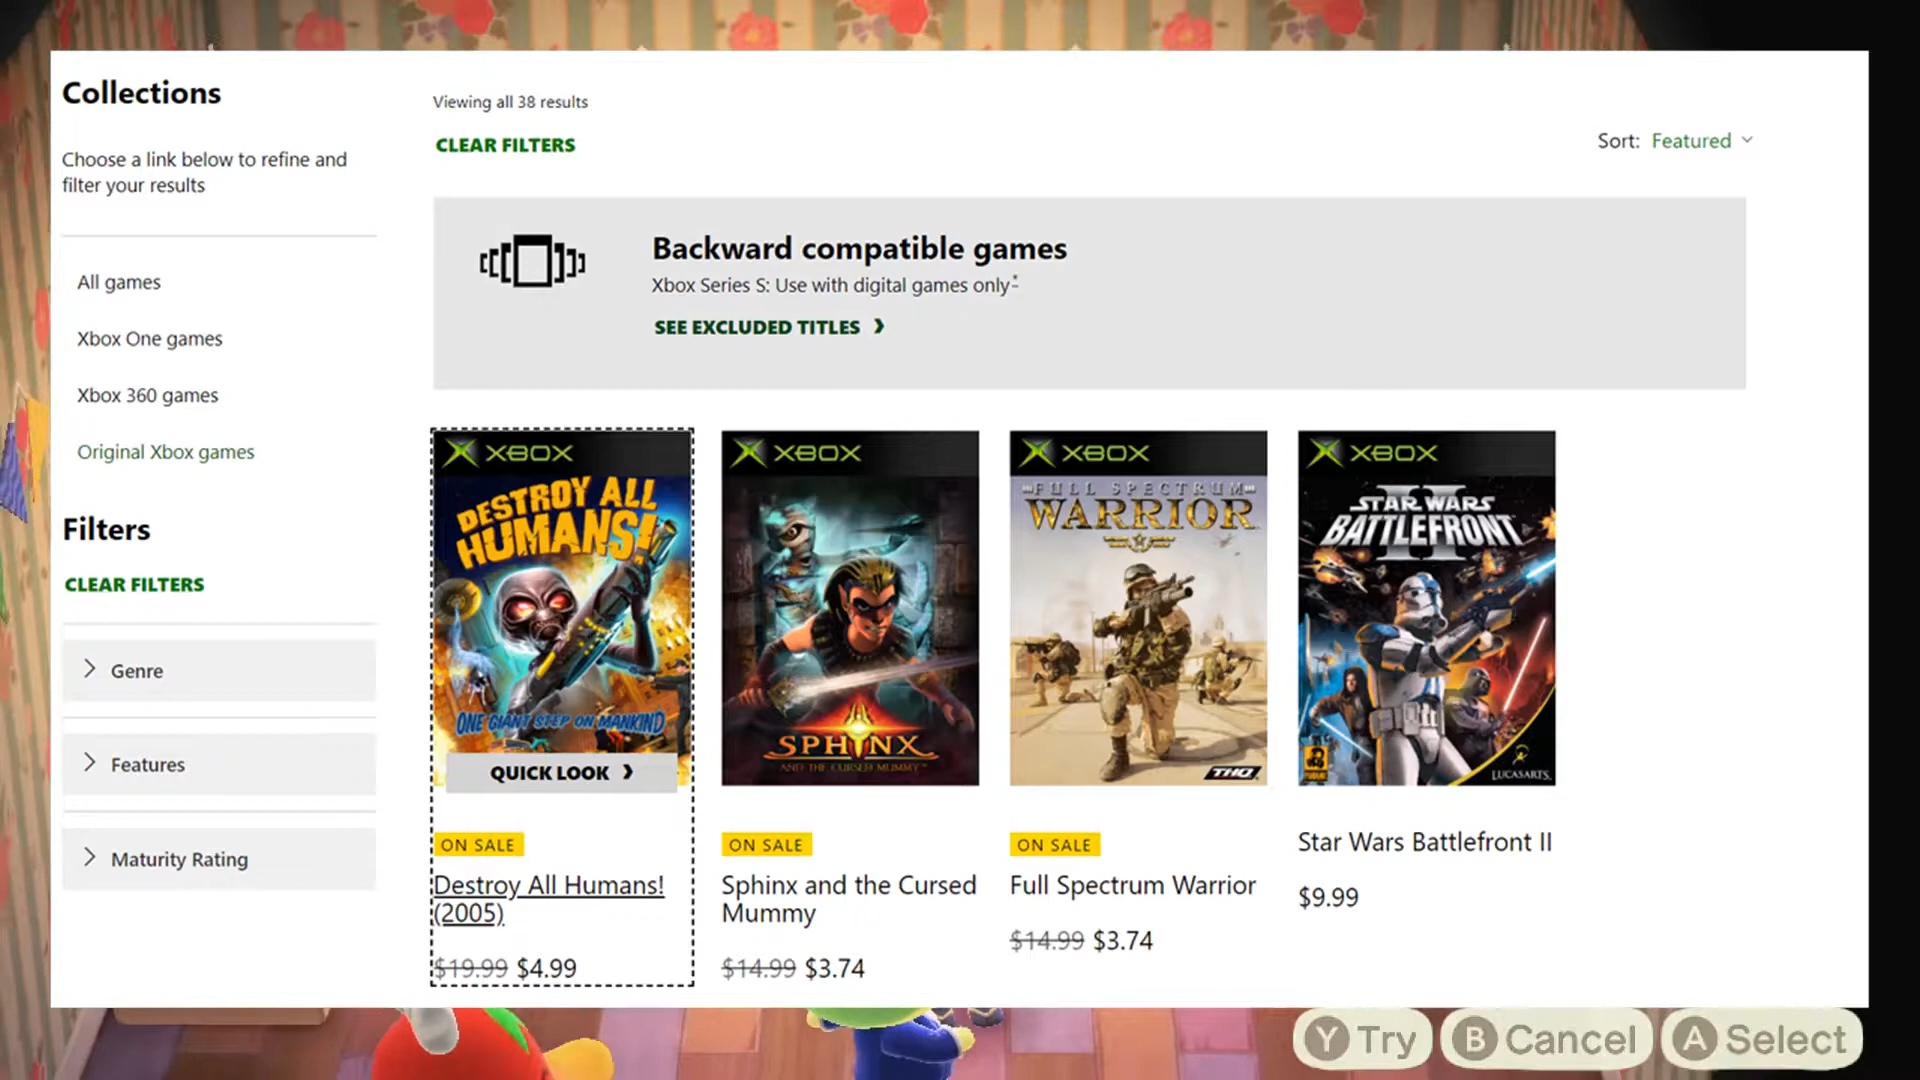 Collections
Choose a link below to refine and
filter your results
All games
Xbox One games
Xbox 360 games
Original Xbox games
Filters
CLEAR FILTERS
Genre
Features
Maturity Rating
Viewing all 38 results
CLEAR FILTERS
Sort: Featured
Backward compatible games
Xbox Series S: Use with digital games only*
SEE EXCLUDED TITLES
XBOX
DESTROY ALL
HUMANS!
ONE GIANT STEP ON MANKIND
QUICK LOOK
ON SALE
Destroy All Humans!
(2005)
$19.99 $4.99
XBOX
SPHINX
AND THE CURSED MUMMY
ON SALE
Sphinx and the Cursed
Mummy
$14.99 $3.74
XBOX
FULL SPECTRUM
WARRIOR
THQ
ON SALE
Full Spectrum Warrior
$14.99 $3.74
XBOX
STAR WARS
BATTLEFRONT
II
LUCASARTS
Star Wars Battlefront II
$9.99
Y Try
B Cancel
A Select